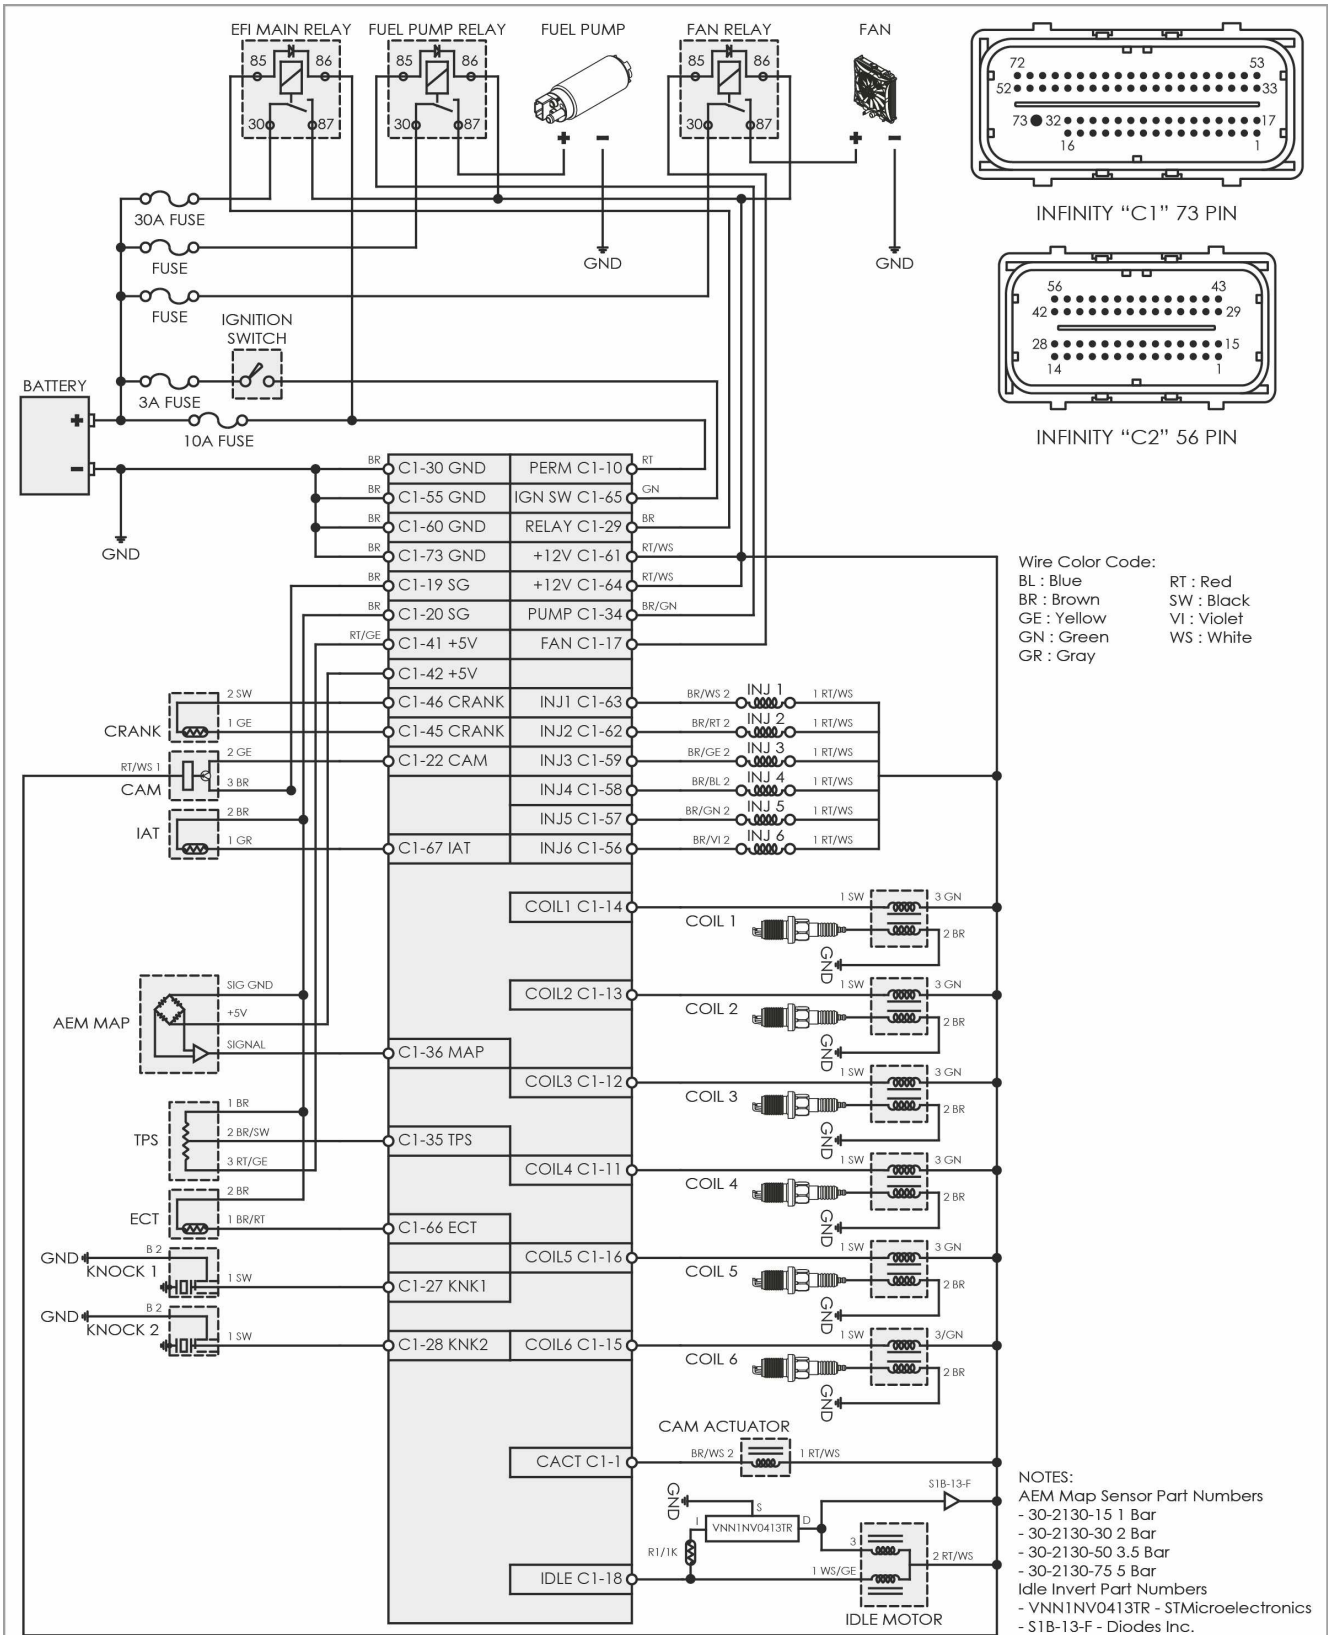 EFI MAIN RELAY
85
86
30
87
FUEL PUMP RELAY
85
86
30
87
FUEL PUMP
+
−
GND
FAN RELAY
85
86
30
87
FAN
+
−
GND
72
53
52
33
73
32
17
16
1
INFINITY “C1” 73 PIN
56
43
42
29
28
15
14
1
INFINITY “C2” 56 PIN
30A FUSE
FUSE
FUSE
IGNITION
SWITCH
3A FUSE
10A FUSE
BATTERY
+
−
GND
BR C1-30 GND
PERM C1-10 RT
BR C1-55 GND
IGN SW C1-65 GN
BR C1-60 GND
RELAY C1-29 BR
BR C1-73 GND
+12V C1-61 RT/WS
BR C1-19 SG
+12V C1-64 RT/WS
BR C1-20 SG
PUMP C1-34 BR/GN
RT/GE C1-41 +5V
FAN C1-17
C1-42 +5V
Wire Color Code:
BL : Blue
BR : Brown
GE : Yellow
GN : Green
GR : Gray
RT : Red
SW : Black
VI : Violet
WS : White
CRANK
2 SW
C1-46 CRANK
1 GE
C1-45 CRANK
RT/WS 1
CAM
2 GE
C1-22 CAM
3 BR
IAT
2 BR
1 GR
C1-67 IAT
INJ1 C1-63
BR/WS 2
INJ 1
1 RT/WS
INJ2 C1-62
BR/RT 2
INJ 2
1 RT/WS
INJ3 C1-59
BR/GE 2
INJ 3
1 RT/WS
INJ4 C1-58
BR/BL 2
INJ 4
1 RT/WS
INJ5 C1-57
BR/GN 2
INJ 5
1 RT/WS
INJ6 C1-56
BR/VI 2
INJ 6
1 RT/WS
COIL1 C1-14
COIL 1
1 SW
3 GN
2 BR
GND
COIL2 C1-13
COIL 2
1 SW
3 GN
2 BR
GND
AEM MAP
SIG GND
+5V
SIGNAL
C1-36 MAP
COIL3 C1-12
COIL 3
1 SW
3 GN
2 BR
GND
TPS
1 BR
2 BR/SW
3 RT/GE
C1-35 TPS
COIL4 C1-11
COIL 4
1 SW
3 GN
2 BR
GND
ECT
2 BR
1 BR/RT
C1-66 ECT
COIL5 C1-16
COIL 5
1 SW
3 GN
2 BR
GND
GND
KNOCK 1
B 2
1 SW
C1-27 KNK1
GND
KNOCK 2
B 2
1 SW
C1-28 KNK2
COIL6 C1-15
COIL 6
1 SW
3/GN
2 BR
GND
CAM ACTUATOR
CACT C1-1
BR/WS 2
1 RT/WS
GND
S
I
VNN1NV0413TR
D
S1B-13-F
R1/1K
3
2 RT/WS
IDLE C1-18
1 WS/GE
IDLE MOTOR
NOTES:
AEM Map Sensor Part Numbers
- 30-2130-15 1 Bar
- 30-2130-30 2 Bar
- 30-2130-50 3.5 Bar
- 30-2130-75 5 Bar
Idle Invert Part Numbers
- VNN1NV0413TR - STMicroelectronics
- S1B-13-F - Diodes Inc.